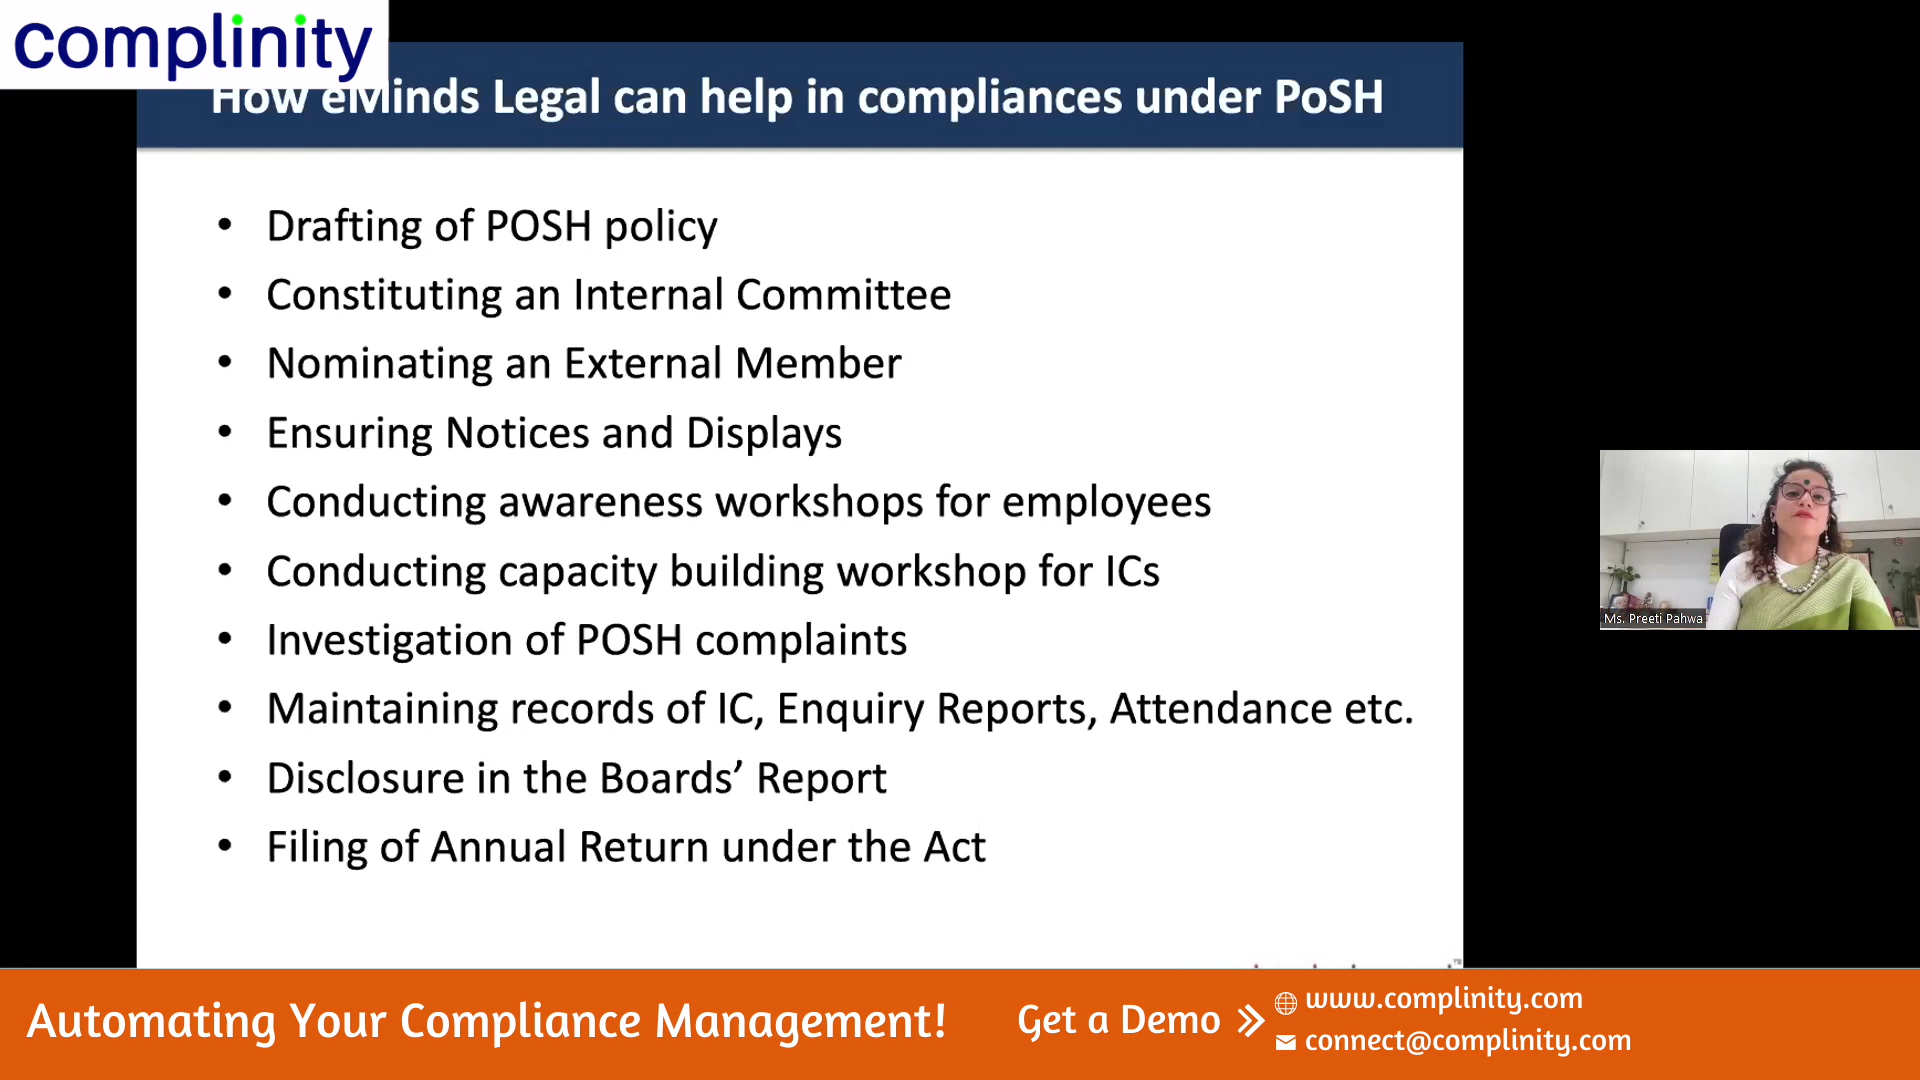 complinity
How eMinds Legal can help in compliances under PoSH
• Drafting of POSH policy
• Constituting an Internal Committee
• Nominating an External Member
• Ensuring Notices and Displays
• Conducting awareness workshops for employees
• Conducting capacity building workshop for ICs
• Investigation of POSH complaints
• Maintaining records of IC, Enquiry Reports, Attendance etc.
• Disclosure in the Boards’ Report
• Filing of Annual Return under the Act
Ms. Preeti Pahwa
Automating Your Compliance Management!
Get a Demo
www.complinity.com
connect@complinity.com